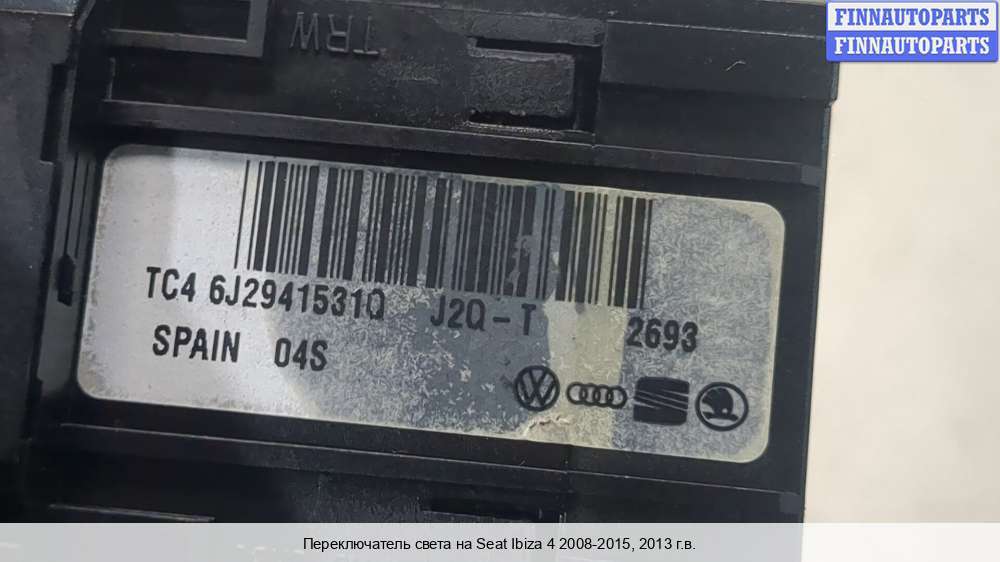 FINNAUTOPARTS
FINNAUTOPARTS
TRW
TC4 6J2941531Q J2Q-T 2693
SPAIN 04S
Переключатель света на Seat Ibiza 4 2008-2015, 2013 г.в.